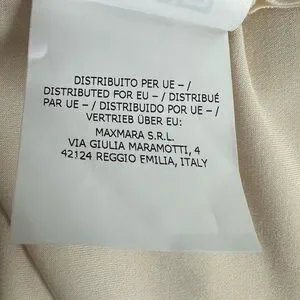 DISTRIBUITO PER UE – /
DISTRIBUTED FOR EU – / DISTRIBUÉ
PAR UE – / DISTRIBUIDO POR UE – /
VERTRIEB ÜBER EU:
MAXMARA S.R.L.
VIA GIULIA MARAMOTTI, 4
42124 REGGIO EMILIA, ITALY